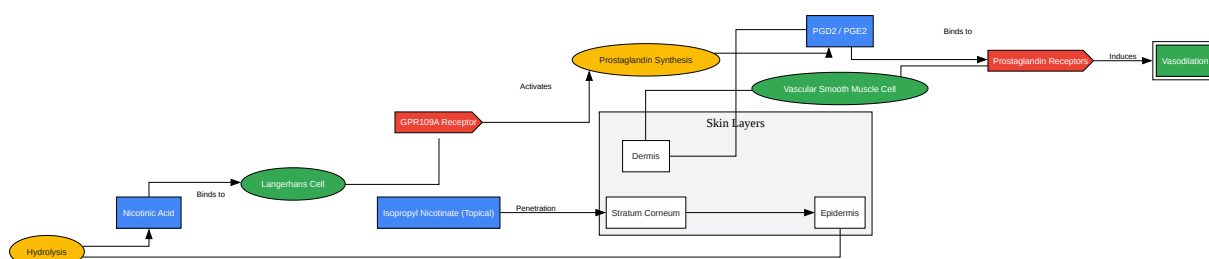 PGD2 / PGE2
Binds to
Prostaglandin Synthesis
Prostaglandin Receptors
Induces
Vasodilation
Activates
Vascular Smooth Muscle Cell
GPR109A Receptor
Skin Layers
Dermis
Langerhans Cell
Binds to
Nicotinic Acid
Isopropyl Nicotinate (Topical)
Penetration
Stratum Corneum
Epidermis
Hydrolysis